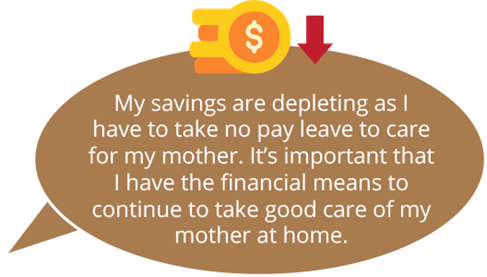 $
My savings are depleting as I
have to take no pay leave to care
for my mother. It’s important that
I have the financial means to
continue to take good care of my
mother at home.